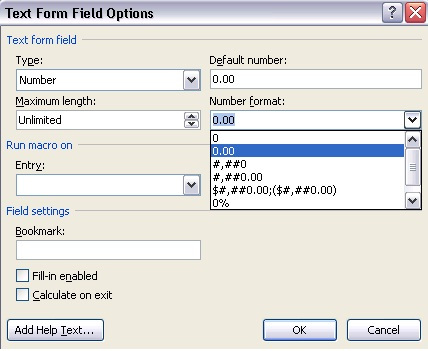 Text Form Field Options
Text form field
Type:
Default number:
Number
0.00
Maximum length:
Number format:
Unlimited
0.00
0
0.00
#,##0
#,##0.00
$#,##0.00;($#,##0.00)
0%
Run macro on
Entry:
Field settings
Bookmark:
Fill-in enabled
Calculate on exit
Add Help Text...
OK
Cancel